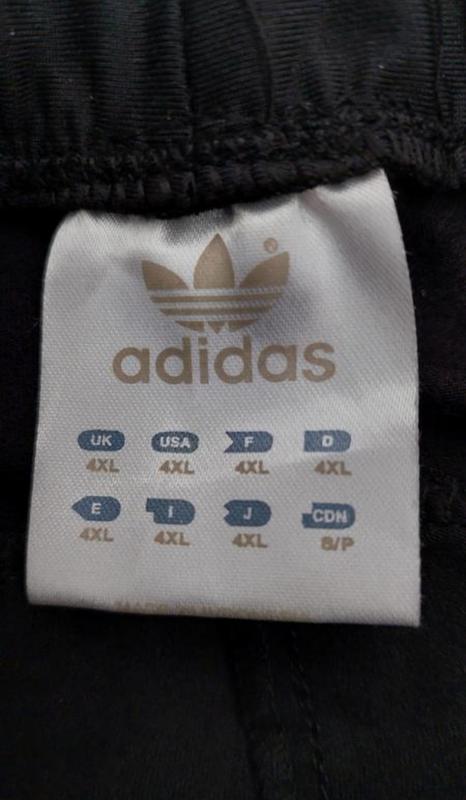 ®
adidas
UK USA F D
4XL 4XL 4XL 4XL
E I J CDN
4XL 4XL 4XL S/P